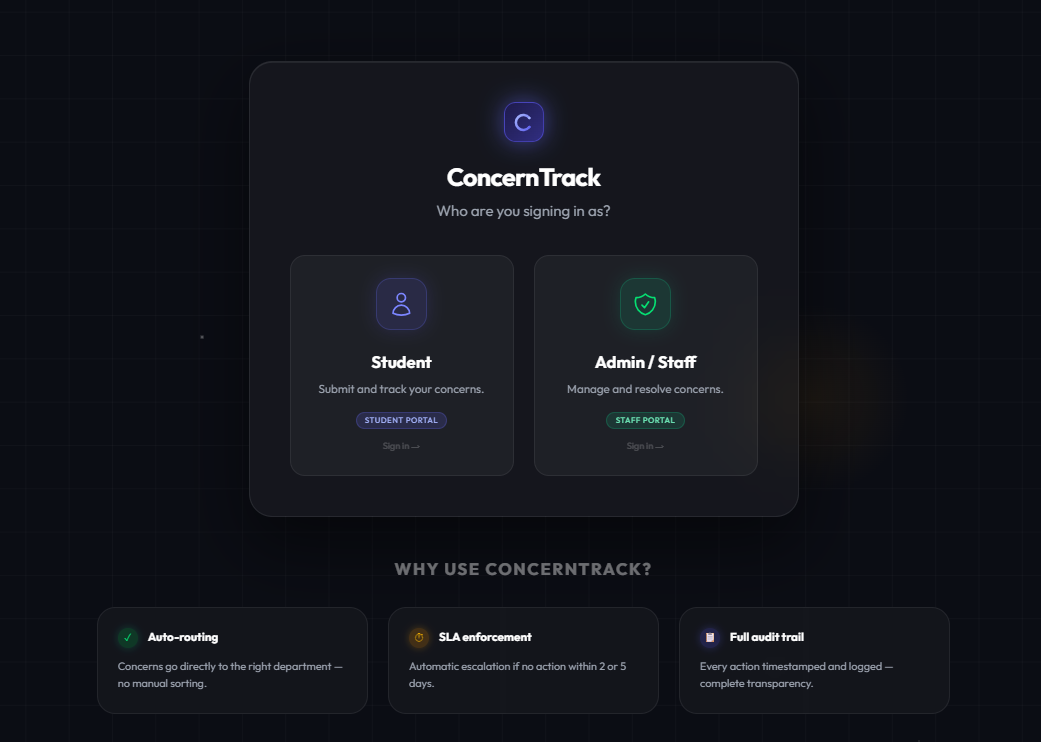 C
ConcernTrack
Who are you signing in as?
Student
Submit and track your concerns.
STUDENT PORTAL
Sign in →
Admin / Staff
Manage and resolve concerns.
STAFF PORTAL
Sign in →
WHY USE CONCERNTRACK?
✓ Auto-routing
Concerns go directly to the right department —
no manual sorting.
SLA enforcement
Automatic escalation if no action within 2 or 5
days.
Full audit trail
Every action timestamped and logged —
complete transparency.